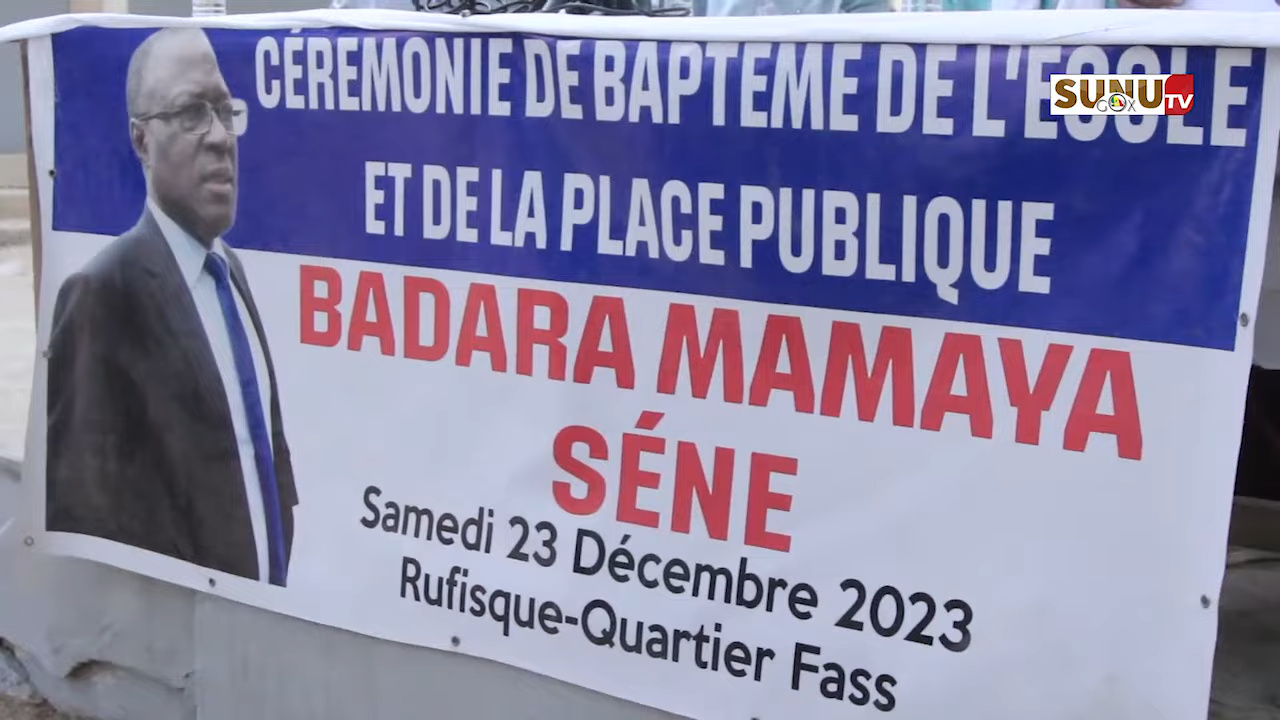 CÉREMONIE DE BAPTEME DE L'ECOLE
SUNU GOX TV
ET DE LA PLACE PUBLIQUE
BADARA MAMAYA
SÉNE
Samedi 23 Décembre 2023
Rufisque-Quartier Fass